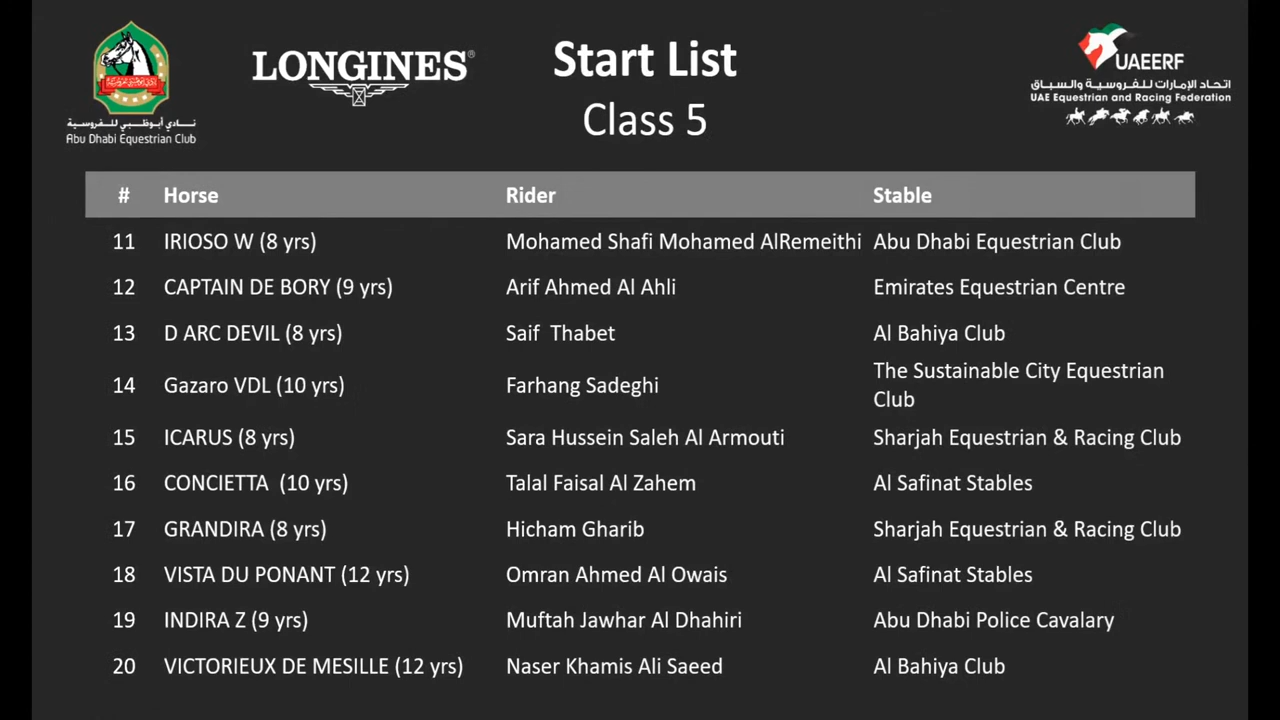 نادي أبوظبي للفروسية
Abu Dhabi Equestrian Club
LONGINES®
Start List
Class 5
UAEERF
اتحاد الإمارات للفروسية والسباق
UAE Equestrian and Racing Federation
# Horse Rider Stable
11 IRIOSO W (8 yrs) Mohamed Shafi Mohamed AlRemeithi Abu Dhabi Equestrian Club
12 CAPTAIN DE BORY (9 yrs) Arif Ahmed Al Ahli Emirates Equestrian Centre
13 D ARC DEVIL (8 yrs) Saif Thabet Al Bahiya Club
14 Gazaro VDL (10 yrs) Farhang Sadeghi The Sustainable City Equestrian
Club
15 ICARUS (8 yrs) Sara Hussein Saleh Al Armouti Sharjah Equestrian & Racing Club
16 CONCIETTA (10 yrs) Talal Faisal Al Zahem Al Safinat Stables
17 GRANDIRA (8 yrs) Hicham Gharib Sharjah Equestrian & Racing Club
18 VISTA DU PONANT (12 yrs) Omran Ahmed Al Owais Al Safinat Stables
19 INDIRA Z (9 yrs) Muftah Jawhar Al Dhahiri Abu Dhabi Police Cavalary
20 VICTORIEUX DE MESILLE (12 yrs) Naser Khamis Ali Saeed Al Bahiya Club